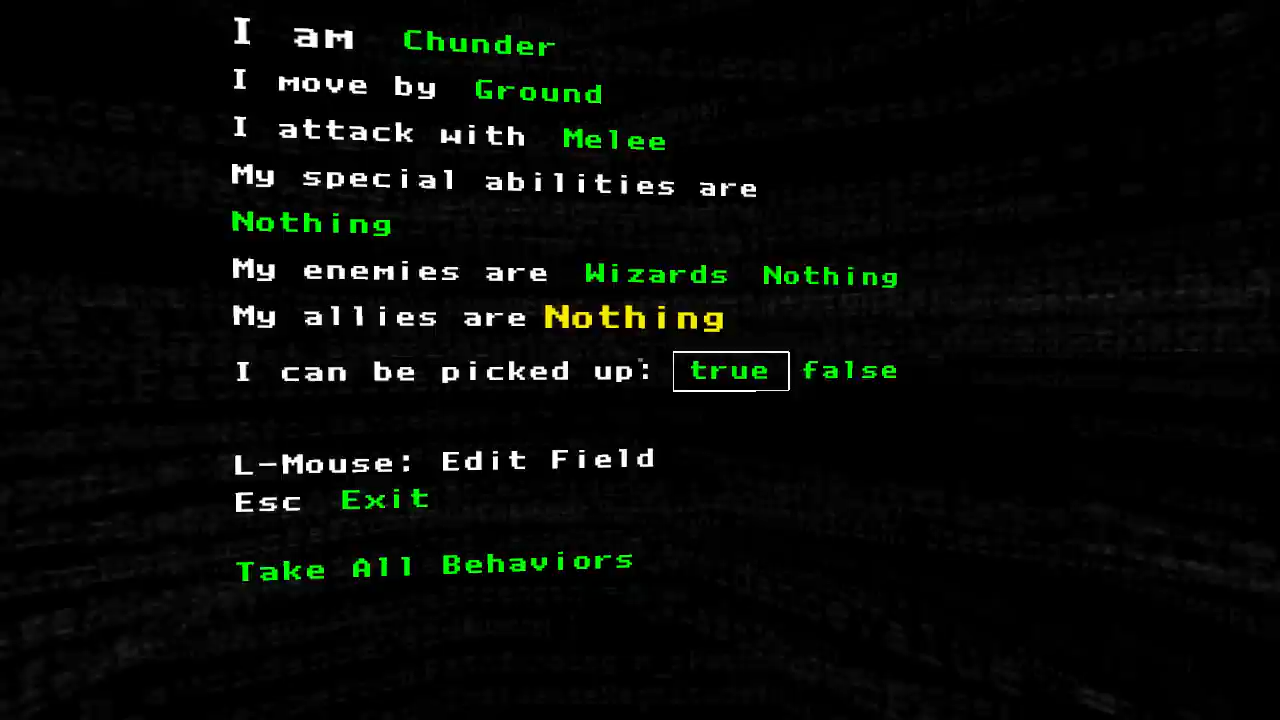 I am Chunder
I move by Ground
I attack with Melee
My special abilities are
Nothing
My enemies are Wizards Nothing
My allies are Nothing
I can be picked up: true false
L-Mouse: Edit Field
Esc Exit
Take All Behaviors